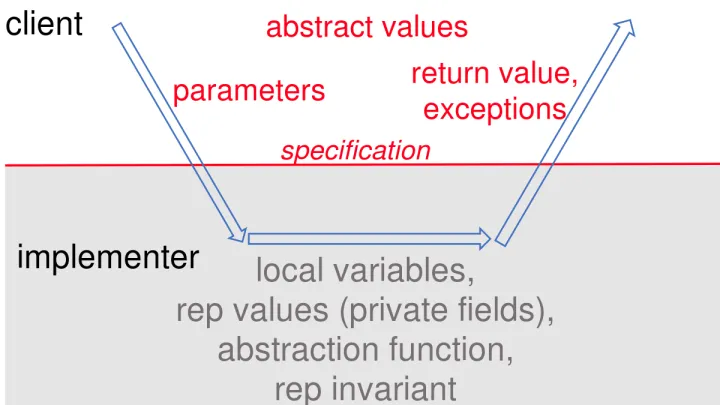 client
abstract values
parameters
return value,
exceptions
specification
implementer
local variables,
rep values (private fields),
abstraction function,
rep invariant